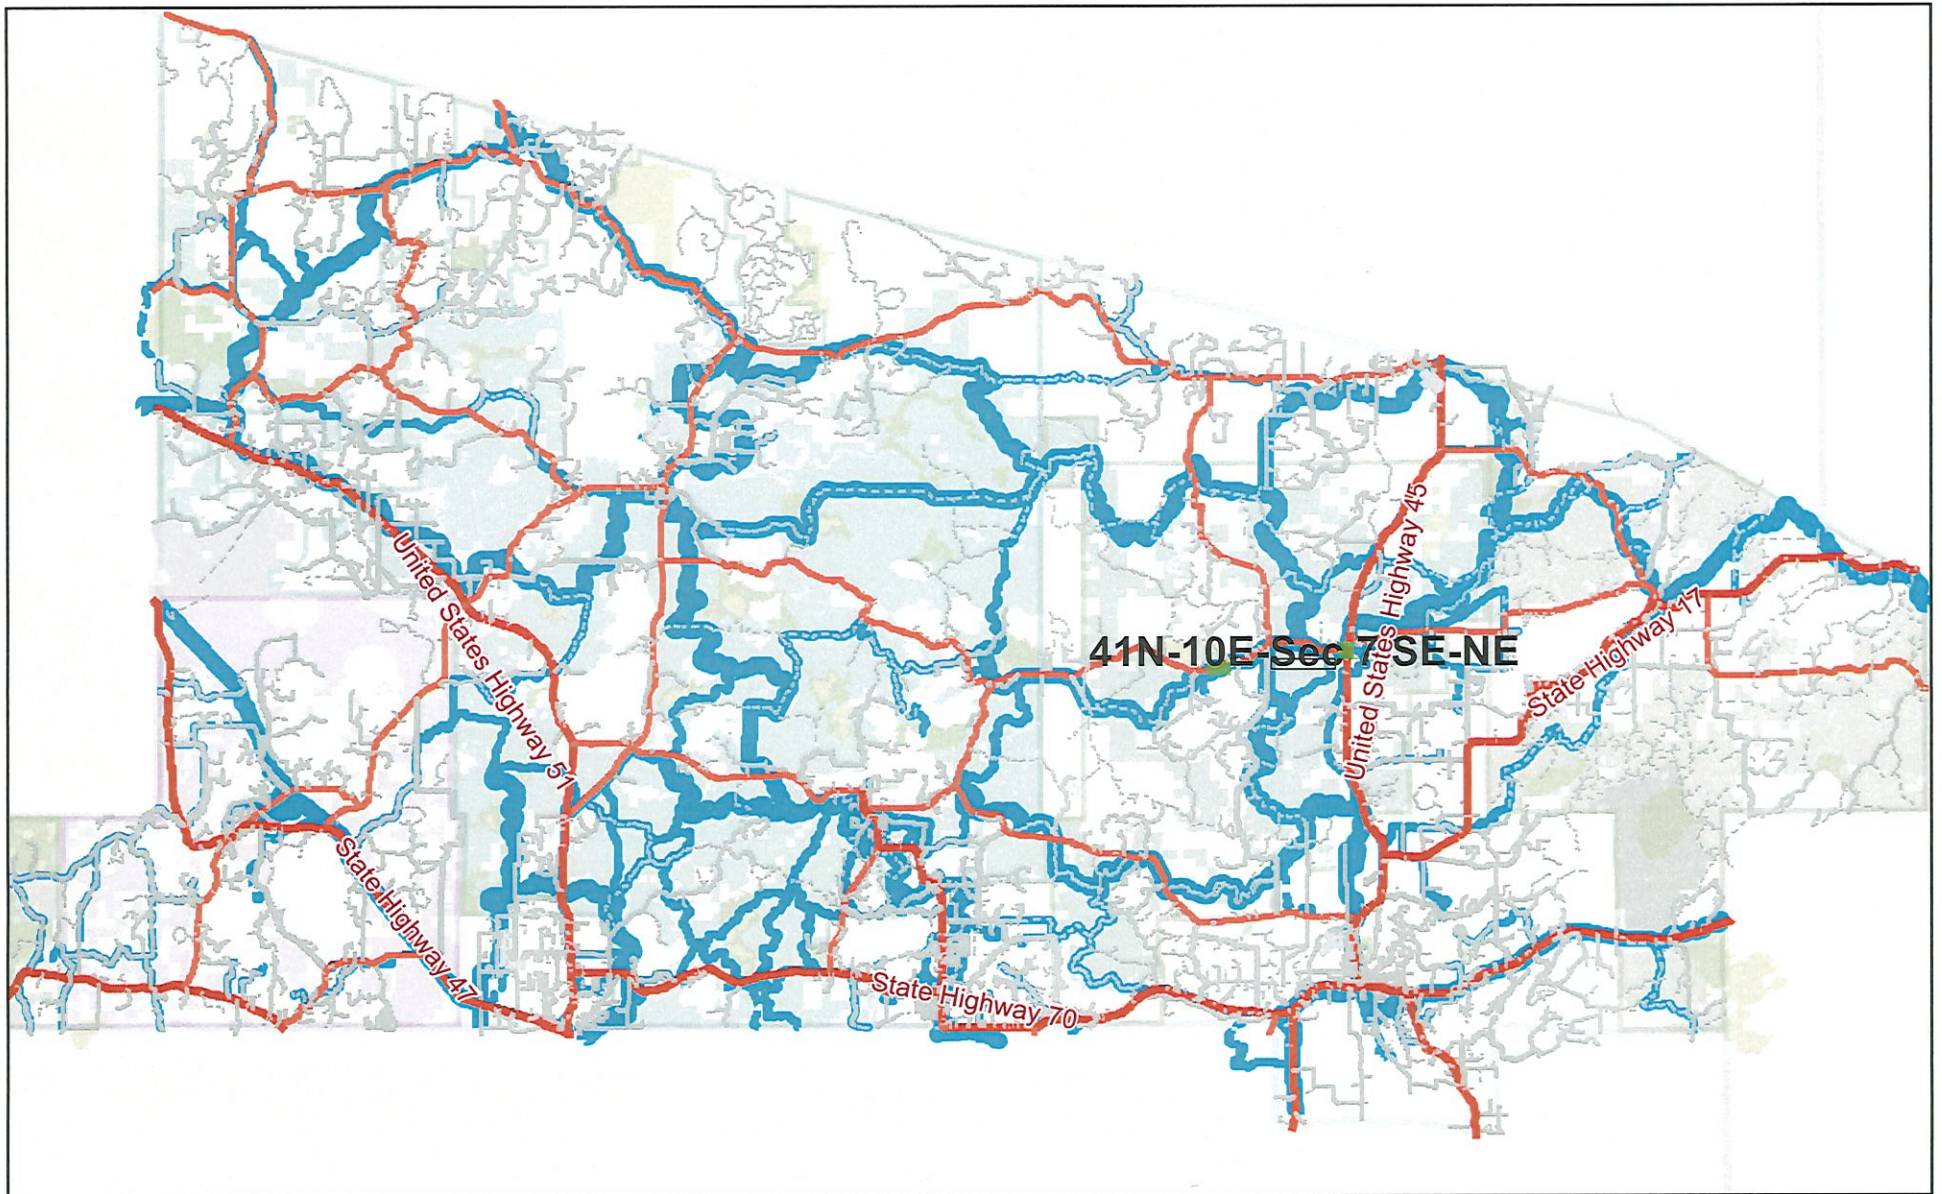 United States Highway 45
United States Highway 51
41N-10E-Sec 7 SE-NE
State Highway 17
State Highway 47
State Highway 70